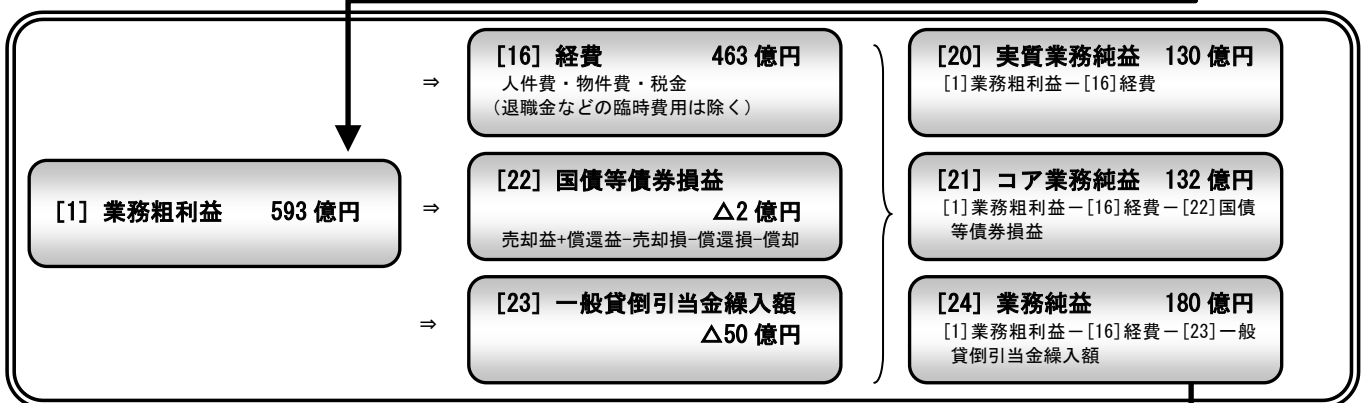 [1] 業務粗利益 593 億円
⇒
[16] 経費 463 億円
人件費・物件費・税金
（退職金などの臨時費用は除く）
⇒
[22] 国債等債券損益
△2 億円
売却益+償還益-売却損-償還損-償却
⇒
[23] 一般貸倒引当金繰入額
△50 億円
[20] 実質業務純益 130 億円
[1]業務粗利益－[16]経費
[21] コア業務純益 132 億円
[1]業務粗利益－[16]経費－[22]国債
等債券損益
[24] 業務純益 180 億円
[1]業務粗利益－[16]経費－[23]一般
貸倒引当金繰入額